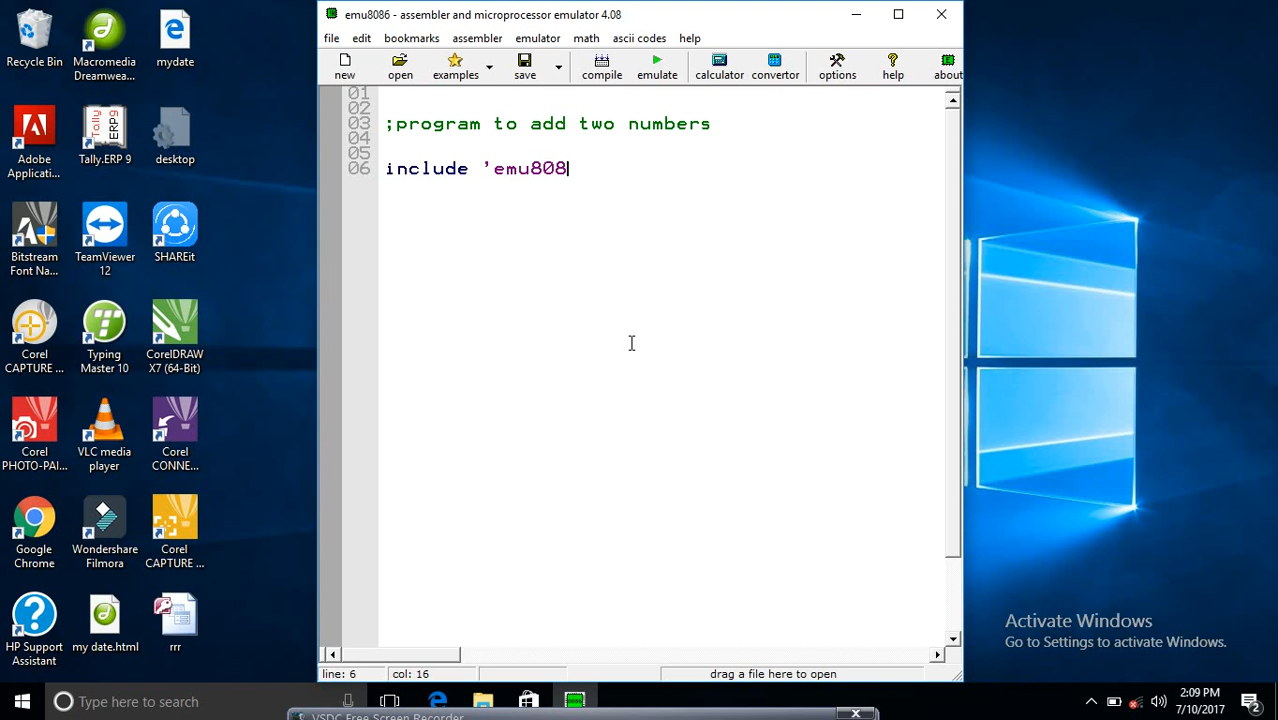 Recycle Bin
Macromedia
Dreamwea...
mydate
Adobe
Applicati...
Tally.ERP 9
desktop
Bitstream
Font Na...
TeamViewer
12
SHAREit
Corel
CAPTURE ...
Typing
Master 10
CorelDRAW
X7 (64-Bit)
Corel
PHOTO-PAI...
VLC media
player
Corel
CONNE...
Google
Chrome
Wondershare
Filmora
Corel
CAPTURE ...
HP Support
Assistant
my date.html
rrr
emu8086 - assembler and microprocessor emulator 4.08
file edit bookmarks assembler emulator math ascii codes help
new open examples save compile emulate calculator convertor options help about
01
02
03 ;program to add two numbers
04
05
06 include 'emu808
line: 6 col: 16 drag a file here to open
Activate Windows
Go to Settings to activate Windows.
Type here to search
VSDC Free Screen Recorder
2:09 PM
7/10/2017
2